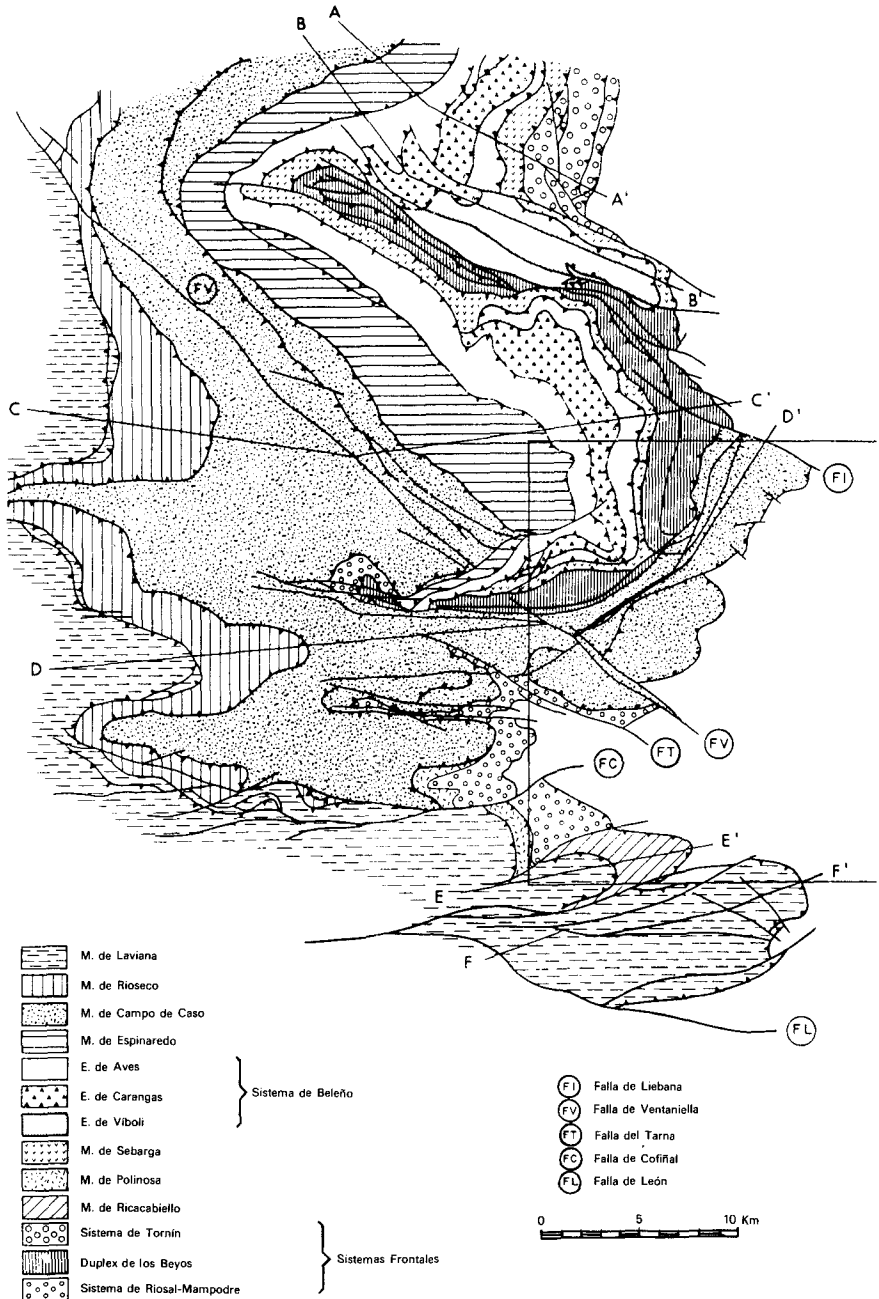 A
B
A'
FV
B'
C
C'
D'
FI
D
FV
FT
FC
E'
F'
E
F
FL
M. de Laviana
M. de Rioseco
M. de Campo de Caso
M. de Espinaredo
E. de Aves
E. de Carangas
E. de Víboli
Sistema de Beleño
M. de Sebarga
M. de Polinosa
M. de Ricacabiello
Sistema de Tornín
Duplex de los Beyos
Sistema de Riosal-Mampodre
Sistemas Frontales
FI Falla de Liebana
FV Falla de Ventaniella
FT Falla del Tarna
FC Falla de Cofiñal
FL Falla de León
0 5 10 Km